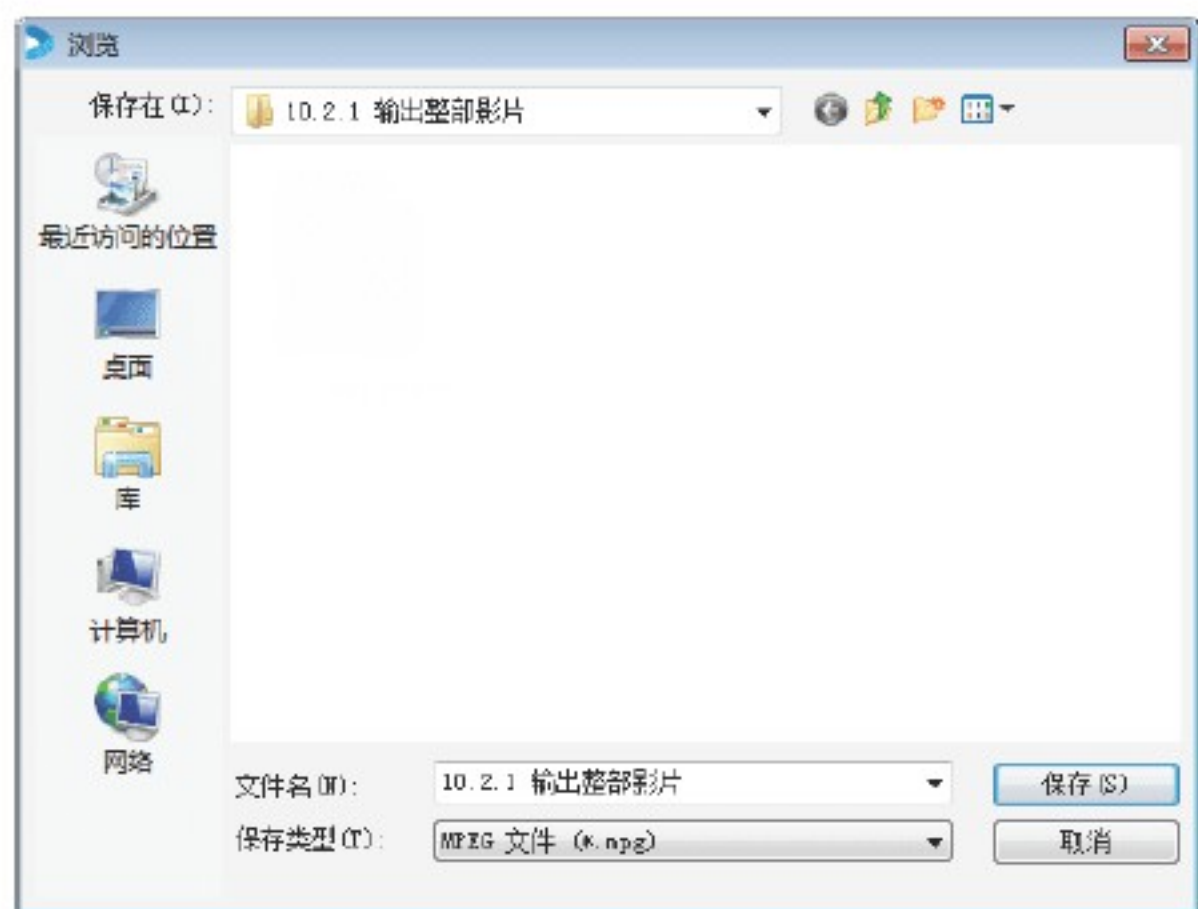 浏览
保存在(I):
10.2.1 输出整部影片
最近访问的位置
桌面
库
计算机
网络
文件名(N):
10.2.1 输出整部影片
保存(S)
保存类型(T):
MPEG 文件 (*.mpg)
取消